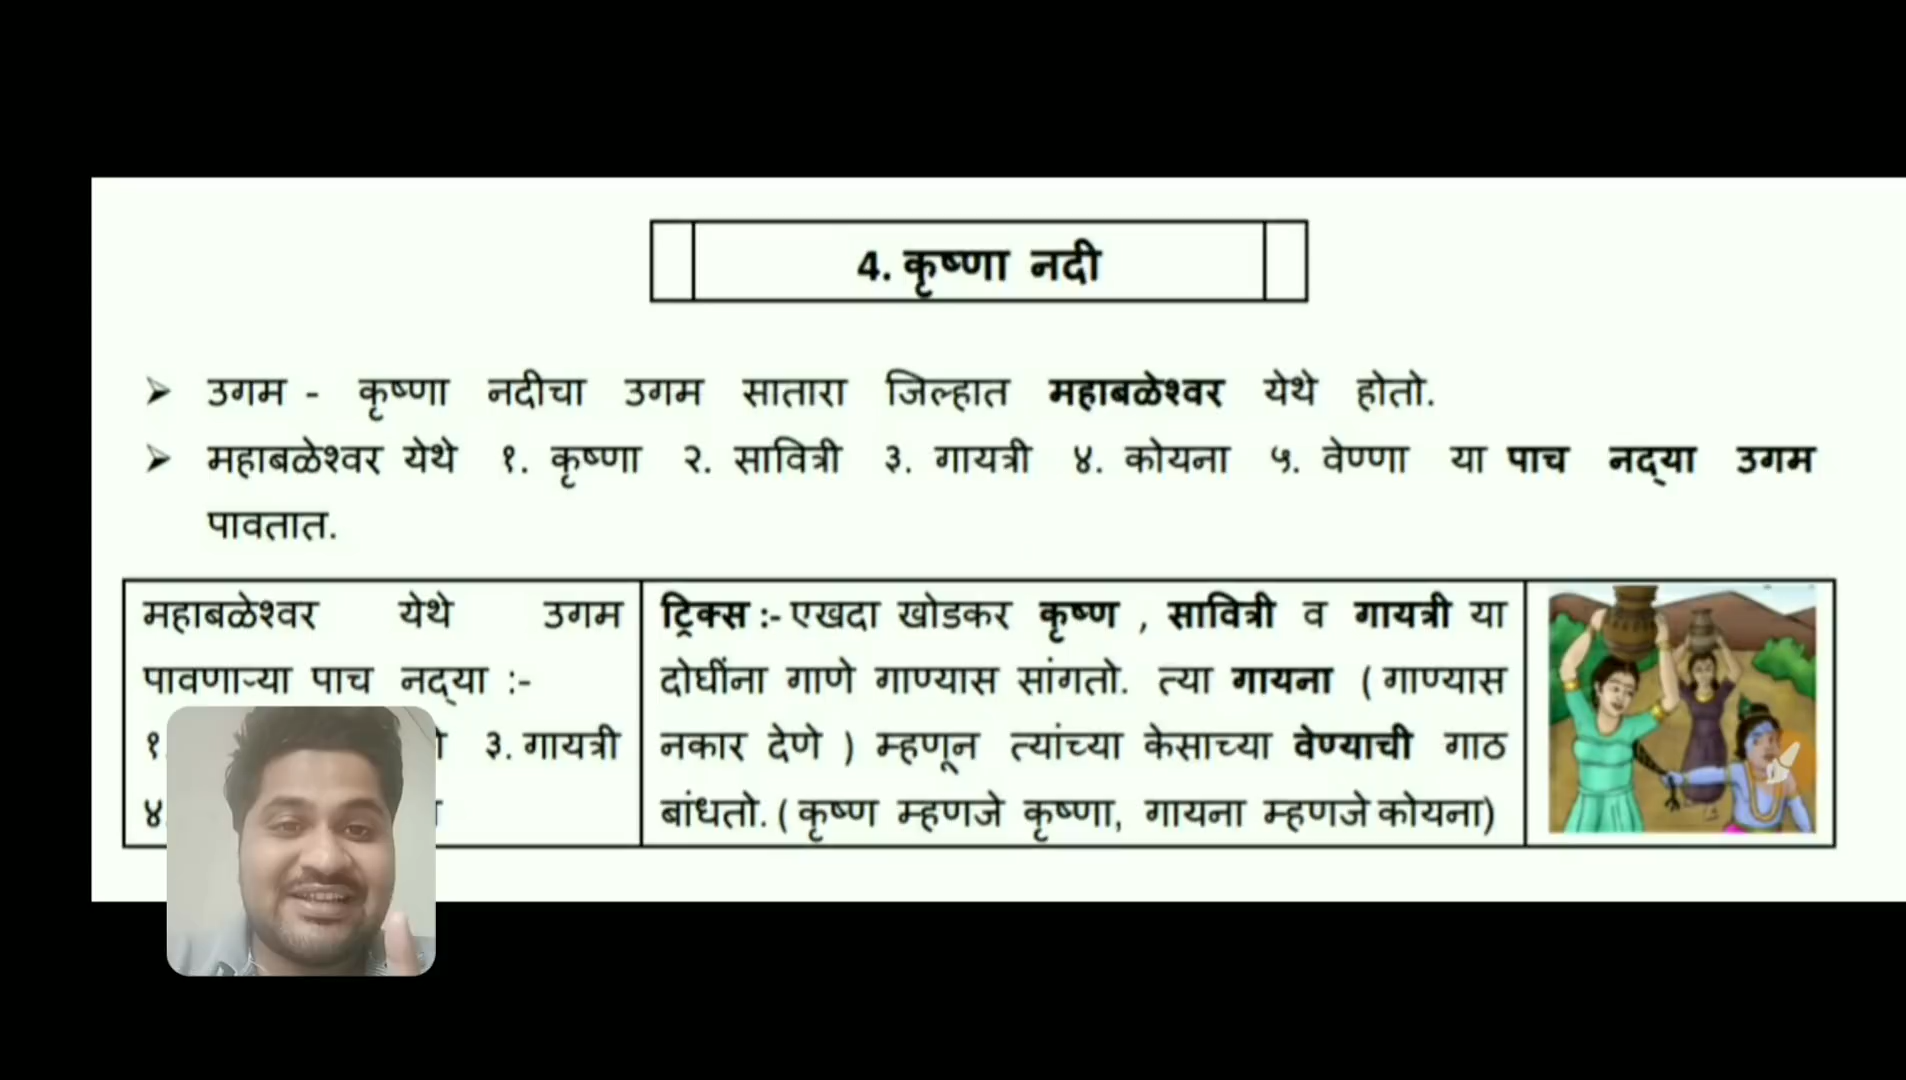 4. कृष्णा नदी
➢ उगम - कृष्णा नदीचा उगम सातारा जिल्हात महाबळेश्वर येथे होतो.
➢ महाबळेश्वर येथे १. कृष्णा २. सावित्री ३. गायत्री ४. कोयना ५. वेण्णा या पाच नद्‌या उगम
पावतात.
महाबळेश्वर येथे उगम
पावणाऱ्या पाच नद्‌या :-
१. ३. गायत्री
४
ट्रिक्स :- एखदा खोडकर कृष्ण , सावित्री व गायत्री या
दोघींना गाणे गाण्यास सांगतो. त्या गायना ( गाण्यास
नकार देणे ) म्हणून त्यांच्या केसाच्या वेण्याची गाठ
बांधतो. ( कृष्ण म्हणजे कृष्णा, गायना म्हणजे कोयना)